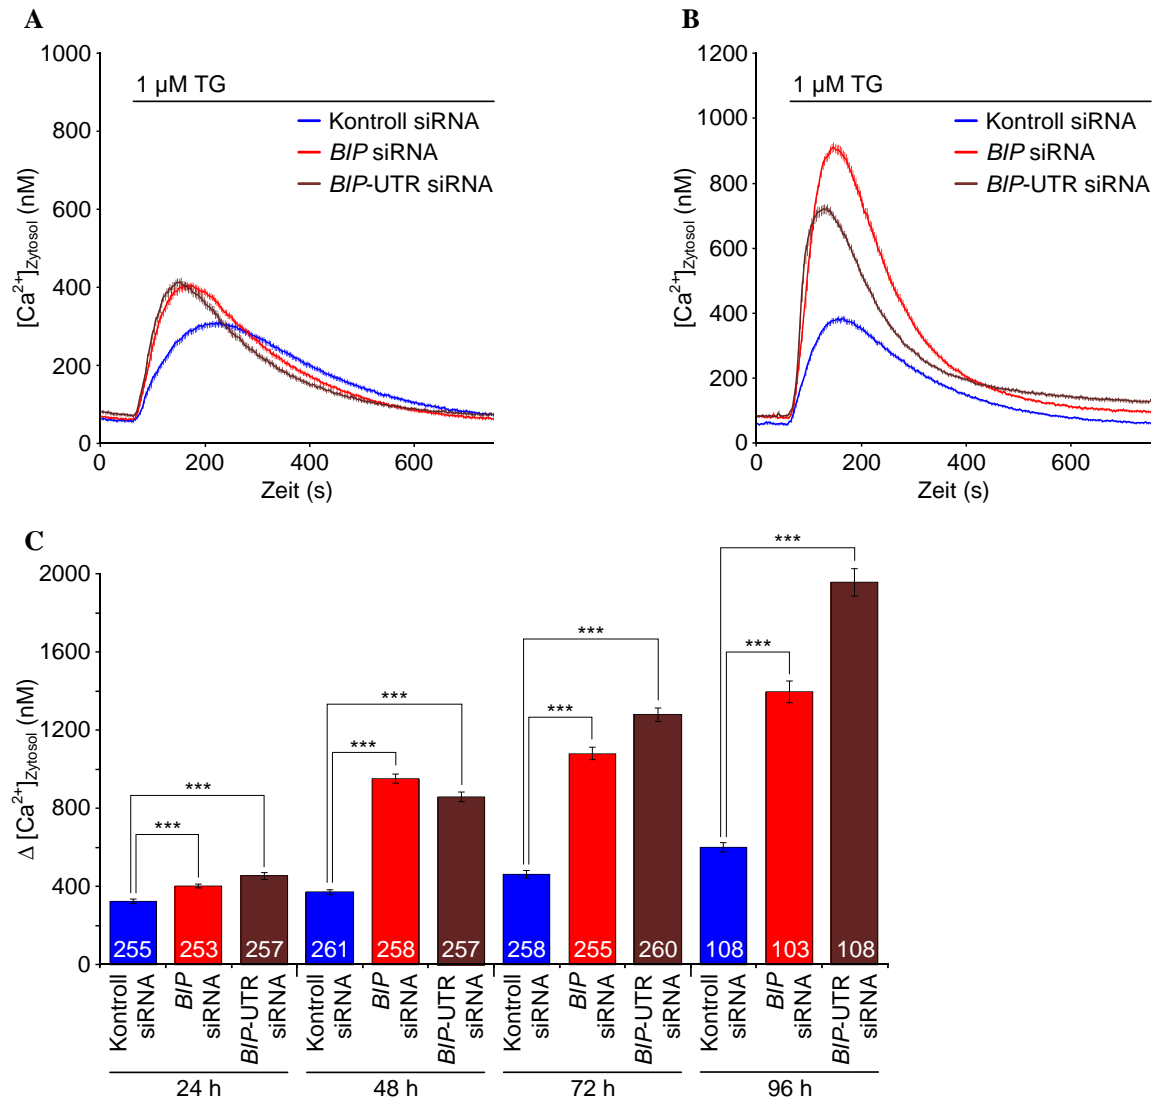 A
1000
800
600
400
200
0
[Ca²⁺]Zytosol (nM)
1 µM TG
Kontroll siRNA
BIP siRNA
BIP-UTR siRNA
0 200 400 600
Zeit (s)
B
1200
1000
800
600
400
200
0
[Ca²⁺]Zytosol (nM)
1 µM TG
Kontroll siRNA
BIP siRNA
BIP-UTR siRNA
0 200 400 600
Zeit (s)
C
2000
1600
1200
800
400
0
Δ [Ca²⁺]Zytosol (nM)
***
***
***
***
***
***
***
***
255 253 257 261 258 257 258 255 260 108 103 108
Kontroll
siRNA
BIP
siRNA
BIP-UTR
siRNA
Kontroll
siRNA
BIP
siRNA
BIP-UTR
siRNA
Kontroll
siRNA
BIP
siRNA
BIP-UTR
siRNA
Kontroll
siRNA
BIP
siRNA
BIP-UTR
siRNA
24 h 48 h 72 h 96 h